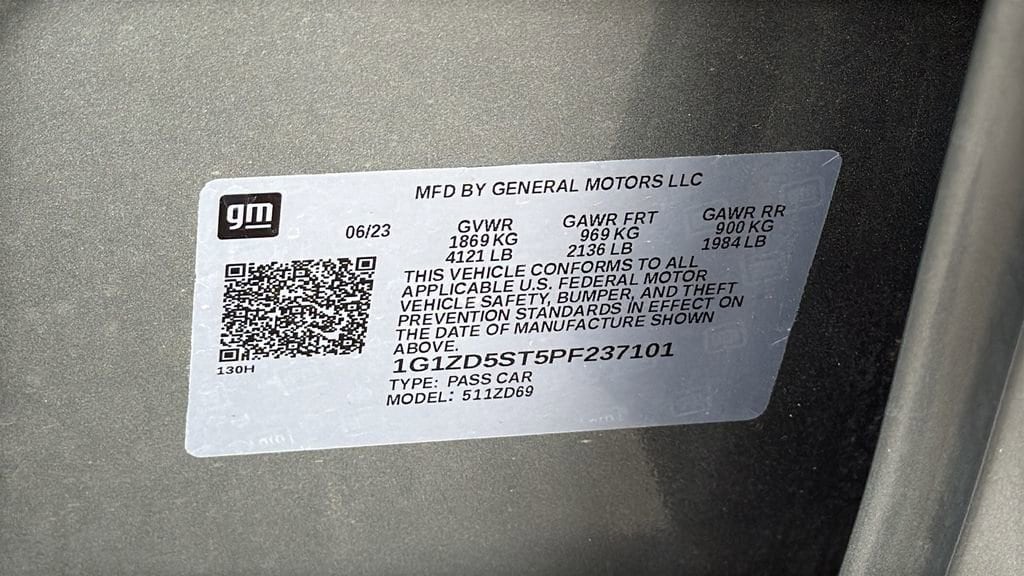 gm
MFD BY GENERAL MOTORS LLC
06/23
GVWR GAWR FRT GAWR RR
1869 KG 969 KG 900 KG
4121 LB 2136 LB 1984 LB
THIS VEHICLE CONFORMS TO ALL
APPLICABLE U.S. FEDERAL MOTOR
VEHICLE SAFETY, BUMPER, AND THEFT
PREVENTION STANDARDS IN EFFECT ON
THE DATE OF MANUFACTURE SHOWN
ABOVE.
1G1ZD5ST5PF237101
130H
TYPE: PASS CAR
MODEL: 511ZD69